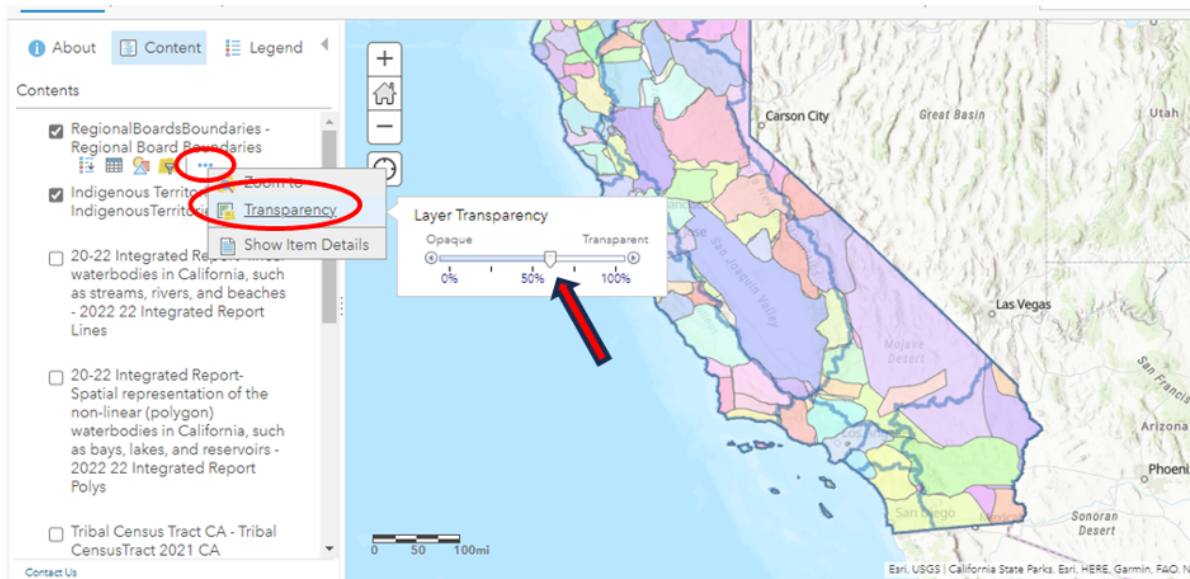 About
Content
Legend
Contents
RegionalBoardsBoundaries -
Regional Board Boundaries
Zoom to
Indigenous
IndigenousTerritorie
Transparency
Show Item Details
20-22 Integrated
waterbodies in California, such
as streams, rivers, and beaches
- 2022 22 Integrated Report
Lines
20-22 Integrated Report-
Spatial representation of the
non-linear (polygon)
waterbodies in California, such
as bays, lakes, and reservoirs -
2022 22 Integrated Report
Polys
Tribal Census Tract CA - Tribal
CensusTract 2021 CA
Contact Us
Layer Transparency
Opaque
Transparent
0%
50%
100%
Carson City
Great Basin
Utah
San Joaquin Valley
Las Vegas
Mojave
Desert
San Francis
Arizona
Phoeni
San Diego
Sonoran
Desert
0 50 100mi
Esri, USGS | California State Parks, Esri, HERE, Garmin, FAO, N